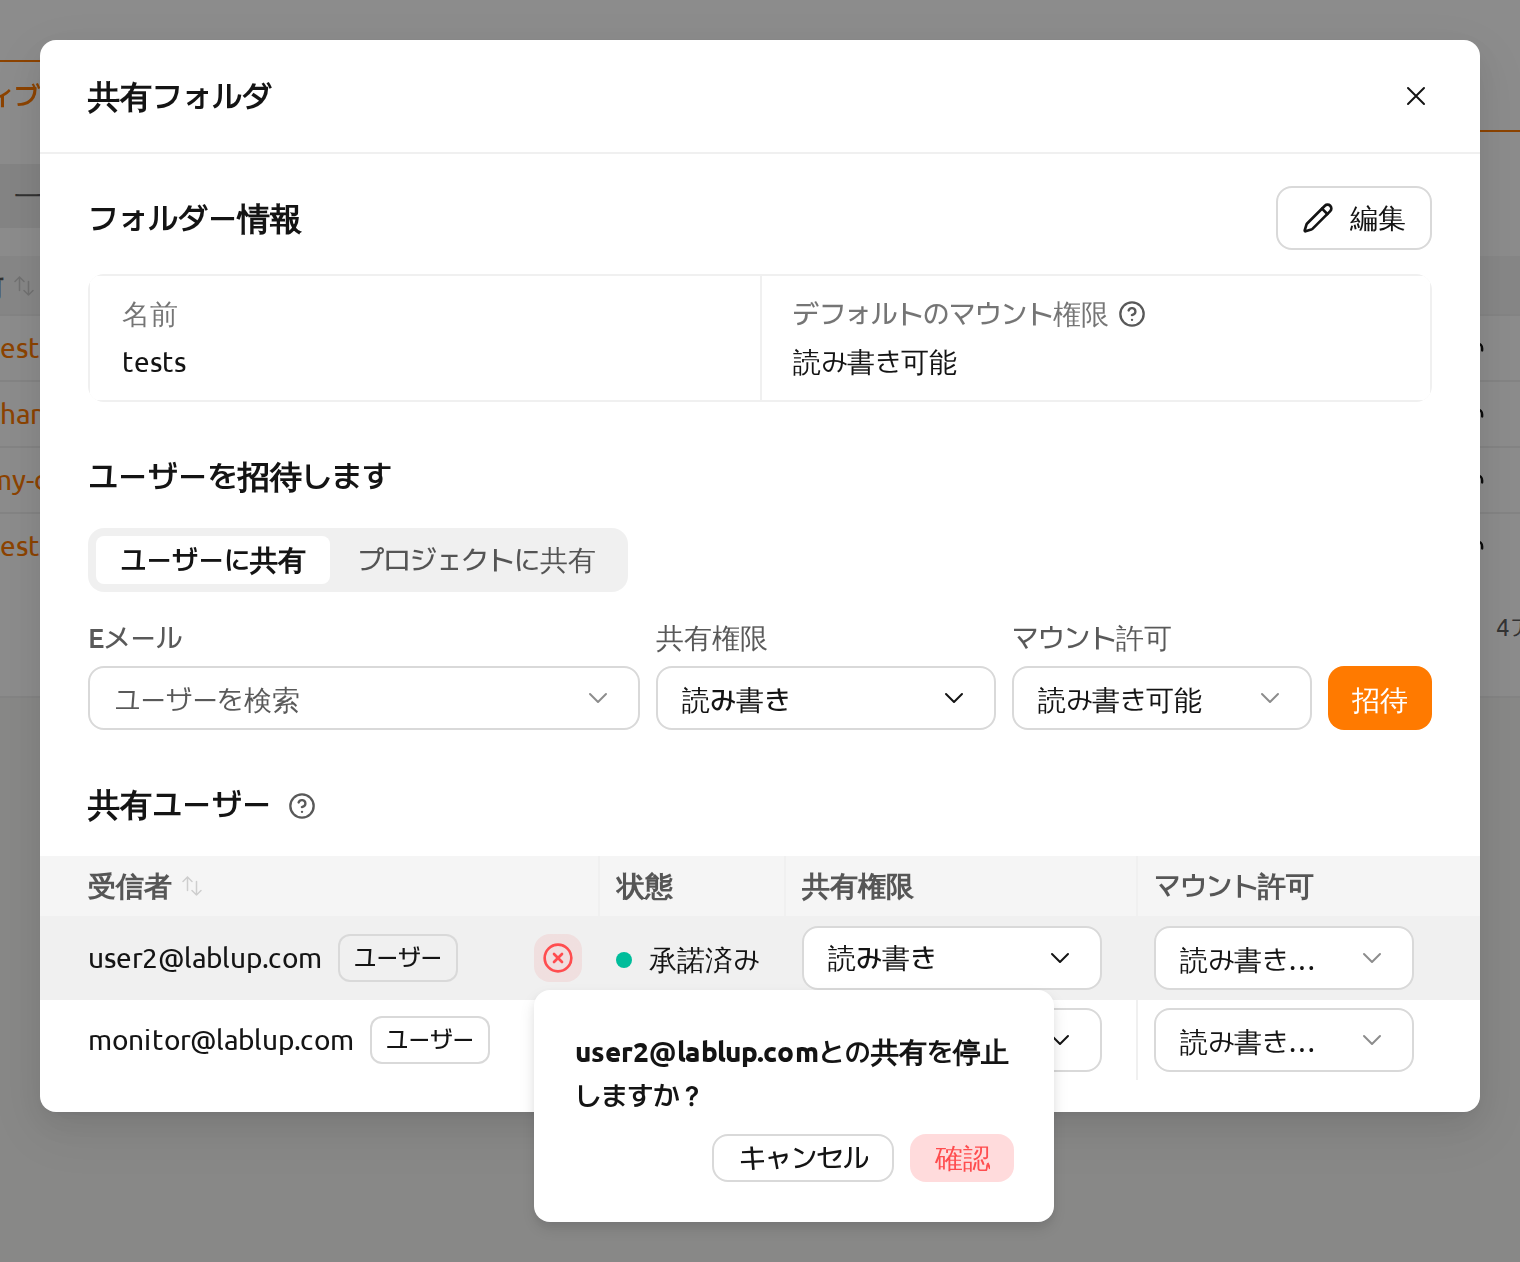 共有フォルダ
フォルダー情報
編集
名前
デフォルトのマウント権限
tests
読み書き可能
ユーザーを招待します
ユーザーに共有
プロジェクトに共有
Eメール
共有権限
マウント許可
ユーザーを検索
読み書き
読み書き可能
招待
共有ユーザー
受信者
状態
共有権限
マウント許可
user2@lablup.com
ユーザー
承諾済み
読み書き
読み書き...
monitor@lablup.com
ユーザー
読み書き...
user2@lablup.comとの共有を停止
しますか？
キャンセル
確認